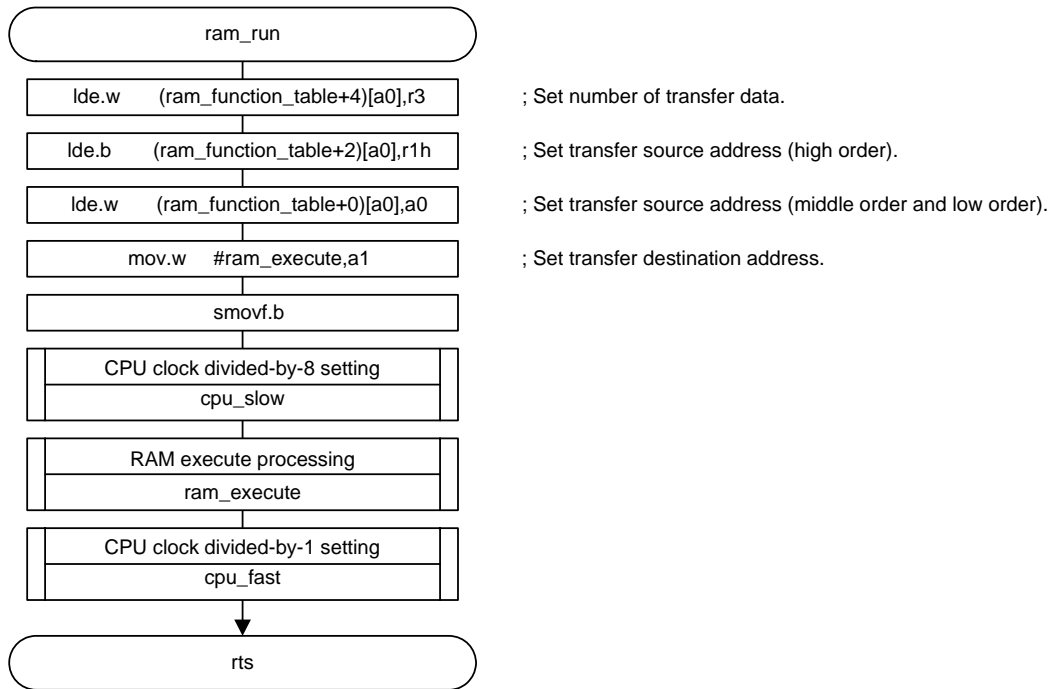 ram_run
lde.w (ram_function_table+4)[a0],r3 ; Set number of transfer data.
lde.b (ram_function_table+2)[a0],r1h ; Set transfer source address (high order).
lde.w (ram_function_table+0)[a0],a0 ; Set transfer source address (middle order and low order).
mov.w #ram_execute,a1 ; Set transfer destination address.
smovf.b
CPU clock divided-by-8 setting
cpu_slow
RAM execute processing
ram_execute
CPU clock divided-by-1 setting
cpu_fast
rts